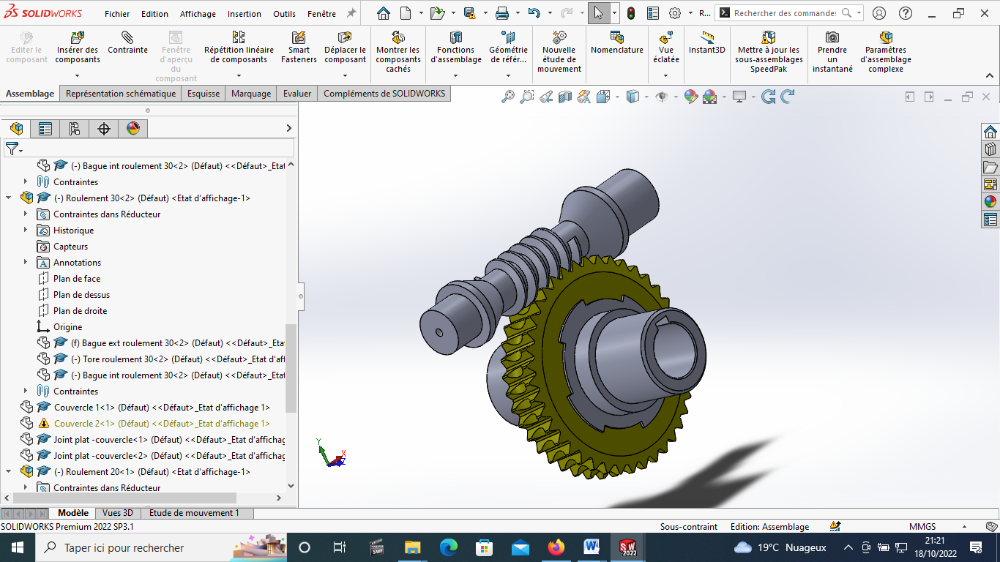 SOLIDWORKS
Fichier Edition Affichage Insertion Outils Fenêtre
R...
Rechercher des commandes
Editer le composant
Insérer des composants
Contrainte
Fenêtre d'aperçu du composant
Répétition linéaire de composants
Smart Fasteners
Déplacer le composant
Montrer les composants cachés
Fonctions d'assemblage
Géométrie de référ...
Nouvelle étude de mouvement
Nomenclature
Vue éclatée
Instant3D
Mettre à jour les sous-assemblages SpeedPak
Prendre un instantané
Paramètres d'assemblage complexe
Assemblage Représentation schématique Esquisse Marquage Evaluer Compléments de SOLIDWORKS
(-) Bague int roulement 30<2> (Défaut) <<Défaut>_Etat
Contraintes
(-) Roulement 30<2> (Défaut) <Etat d'affichage-1>
Contraintes dans Réducteur
Historique
Capteurs
Annotations
Plan de face
Plan de dessus
Plan de droite
Origine
(f) Bague ext roulement 30<2> (Défaut) <<Défaut>_Eta
(-) Tore roulement 30<2> (Défaut) <<Défaut>_Etat d'aff
(-) Bague int roulement 30<2> (Défaut) <<Défaut>_Etat
Contraintes
Couvercle 1<1> (Défaut) <<Défaut>_Etat d'affichage 1>
Couvercle 2<1> (Défaut) <<Défaut>_Etat d'affichage 1>
Joint plat -couvercle<1> (Défaut) <<Défaut>_Etat d'affichag
Joint plat -couvercle<2> (Défaut) <<Défaut>_Etat d'affichag
(-) Roulement 20<1> (Défaut) <Etat d'affichage-1>
Contraintes dans Réducteur
Y
X
Z
Modèle Vues 3D Etude de mouvement 1
SOLIDWORKS Premium 2022 SP3.1
Sous-contraint Edition: Assemblage MMGS
Taper ici pour rechercher
SWF
W
SW 2022
19°C Nuageux
21:21
18/10/2022